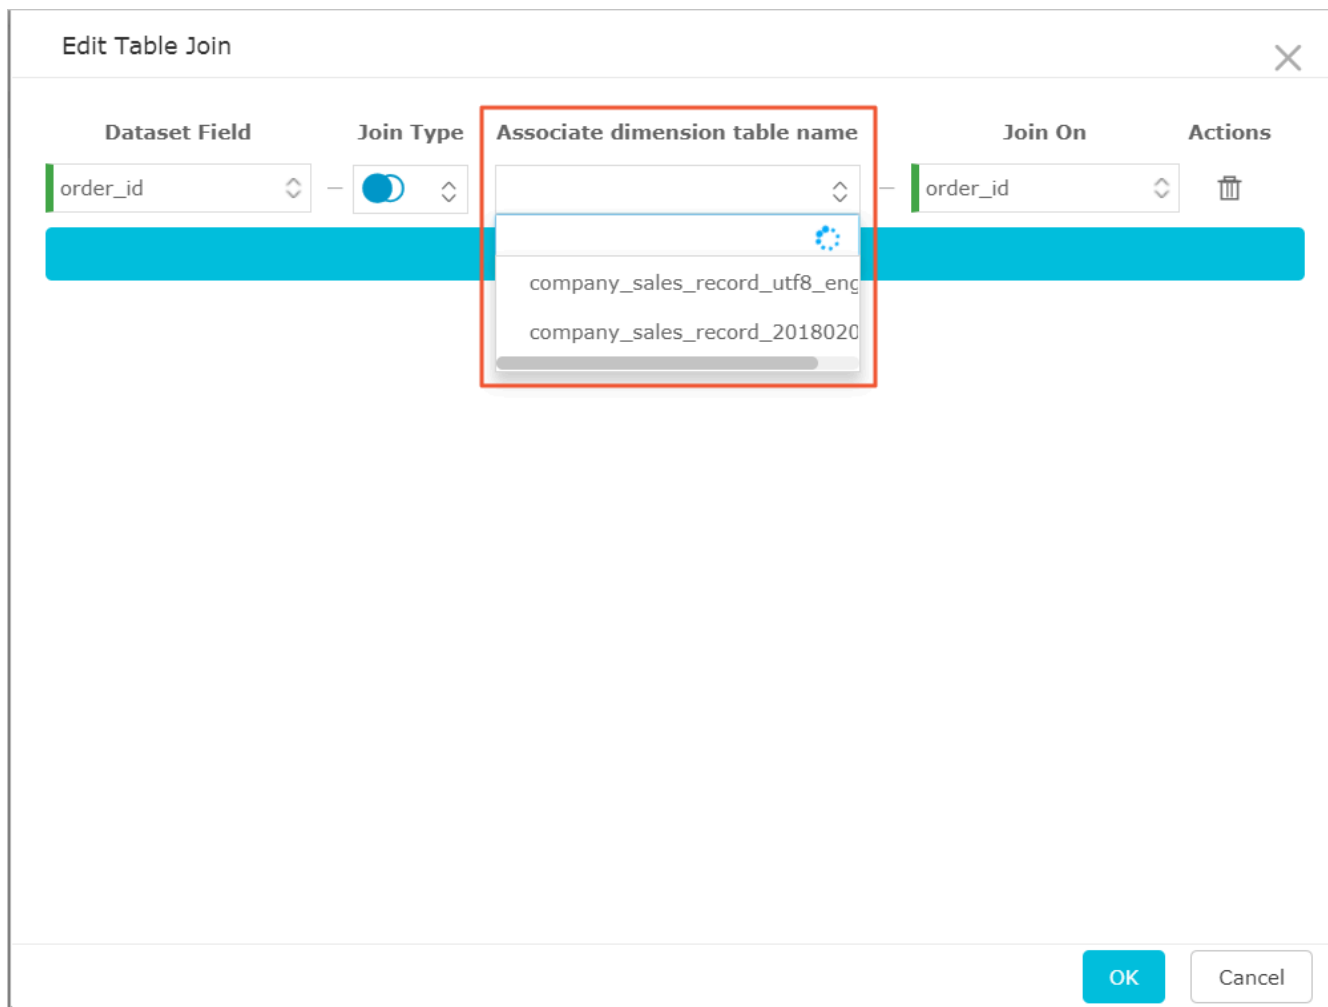 Edit Table Join
Dataset Field Join Type Associate dimension table name Join On Actions
order_id order_id
company_sales_record_utf8_eng
company_sales_record_2018020
OK Cancel